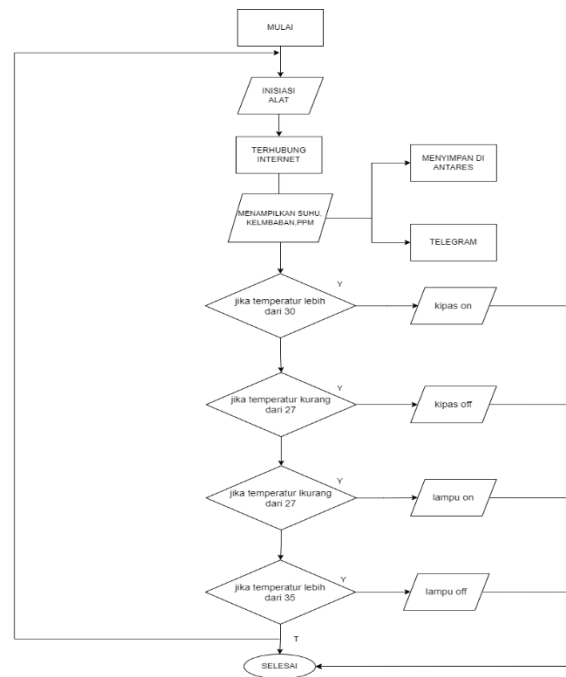 MULAI
INISIASI
ALAT
TERHUBUNG
INTERNET
MENYIMPAN DI
ANTARES
MENAMPILKAN SUHU,
KELMBABAN,PPM
TELEGRAM
Y
jika temperatur lebih
dari 30
kipas on
Y
jika temperatur kurang
dari 27
kipas off
Y
jika temperatur lkurang
dari 27
lampu on
Y
jika temperatur lebih
dari 35
lampu off
T
SELESAI